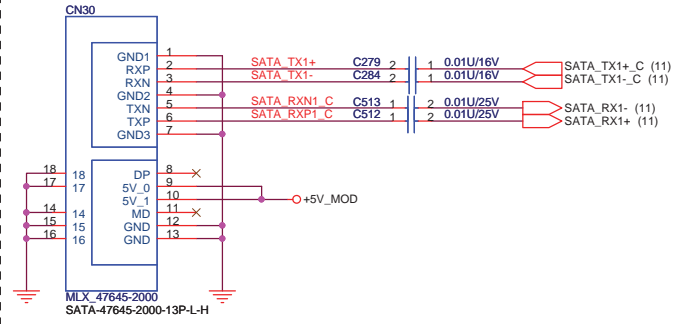 CN30
GND1 1
RXP 2 SATA_TX1+ C279 2 1 0.01U/16V SATA_TX1+_C (11)
RXN 3 SATA_TX1- C284 2 1 0.01U/16V SATA_TX1-_C (11)
GND2 4
TXN 5 SATA_RXN1_C C513 1 2 0.01U/25V SATA_RX1- (11)
TXP 6 SATA_RXP1_C C512 1 2 0.01U/25V SATA_RX1+ (11)
GND3 7
18 18 DP 8
17 17 5V_0 9
5V_1 10 +5V_MOD
14 14 MD 11
15 15 GND 12
16 16 GND 13
MLX_47645-2000
SATA-47645-2000-13P-L-H